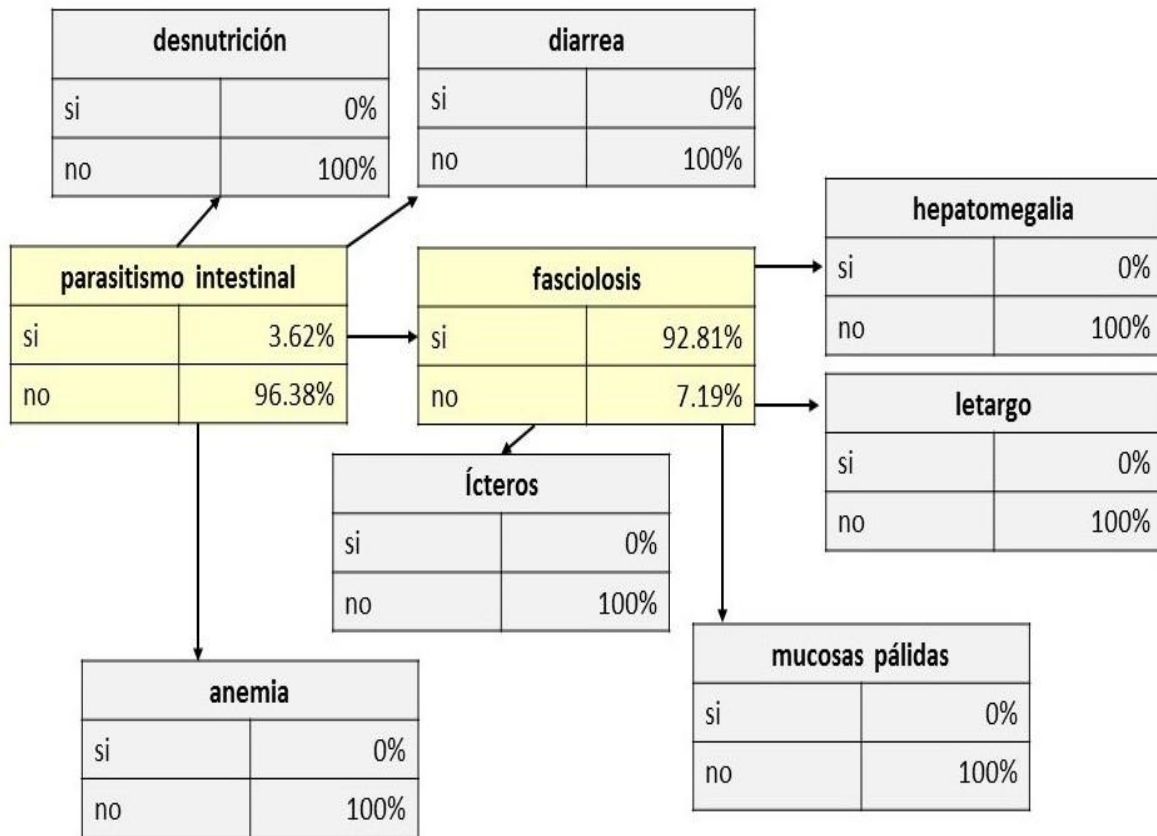 desnutrición
si 0%
no 100%
diarrea
si 0%
no 100%
parasitismo intestinal
si 3.62%
no 96.38%
fasciolosis
si 92.81%
no 7.19%
hepatomegalia
si 0%
no 100%
letargo
si 0%
no 100%
Ícteros
si 0%
no 100%
anemia
si 0%
no 100%
mucosas pálidas
si 0%
no 100%